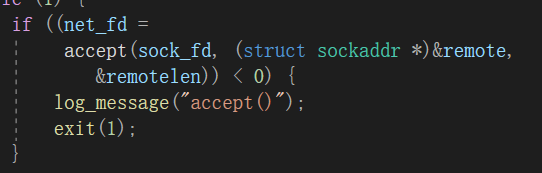 if ((net_fd =
accept(sock_fd, (struct sockaddr *)&remote,
&remotelen)) < 0) {
log_message("accept()");
exit(1);
}